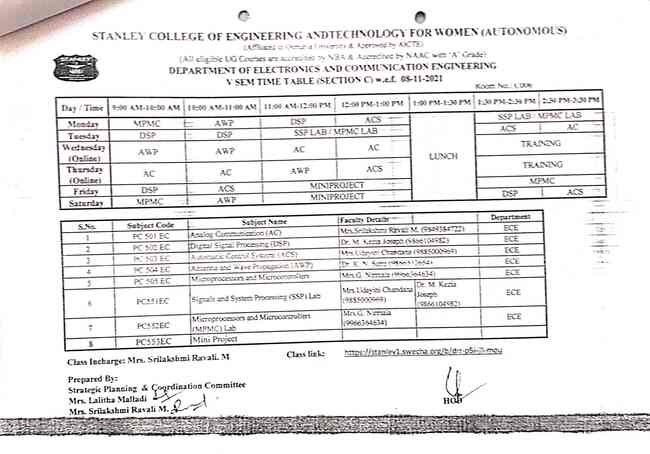 STANLEY COLLEGE OF ENGINEERING ANDTECHNOLOGY FOR WOMEN (AUTONOMOUS)
(Affiliated to Osmania University & Approved by AICTE)
(All eligible UG Courses are accredited by NBA & Accredited by NAAC with "A" Grade)
DEPARTMENT OF ELECTRONICS AND COMMUNICATION ENGINEERING
V SEM TIME TABLE (SECTION C) w.e.f. 08-11-2021
Room No.: C006
Day / Time 9:00 AM-10:00 AM 10:00 AM-11:00 AM 11:00 AM-12:00 PM 12:00 PM-1:00 PM 1:00 PM-1:30 PM 1:30 PM-2:30 PM 2:30 PM-3:30 PM
Monday MPMC AWP DSP ACS SSP LAB / MPMC LAB
Tuesday DSP DSP SSP LAB / MPMC LAB ACS AC
Wednesday (Online) AWP AWP AC AC TRAINING
LUNCH
Thursday (Online) AC AC AWP ACS TRAINING
Friday DSP ACS MINIPROJECT MPMC
Saturday MPMC AWP MINIPROJECT DSP ACS
S.No. Subject Code Subject Name Faculty Details Department
1 PC 501 EC Analog Communication (AC) Mrs.Srilakshmi Ravali M. (9849384722) ECE
2 PC 502 EC Digital Signal Processing (DSP) Dr. M. Kezia Joseph (9866104982) ECE
3 PC 503 EC Automatic Control System (ACS) Mrs.Udayini Chandana (9885000969) ECE
4 PC 504 EC Antenna and Wave Propagation (AWP) Dr. K. N. ECE
5 PC 505 EC Microprocessors and Microcontrollers Mrs.G. Nirmala (9966364634) ECE
6 PC551EC Signals and System Processing (SSP) Lab Mrs.Udayini Chandana (9885000969) Dr. M. Kezia Joseph (9866104982) ECE
7 PC552EC Microprocessors and Microcontrollers (MPMC) Lab Mrs.G. Nirmala (9966364634) ECE
8 PC553EC Mini Project
Class Incharge: Mrs. Srilakshmi Ravali. M Class link: https://stanley1.swecha.org/b/drr-p5i-j1-mou
Prepared By:
Strategic Planning & Coordination Committee
Mrs. Lalitha Malladi
Mrs. Srilakshmi Ravali M.
HOD